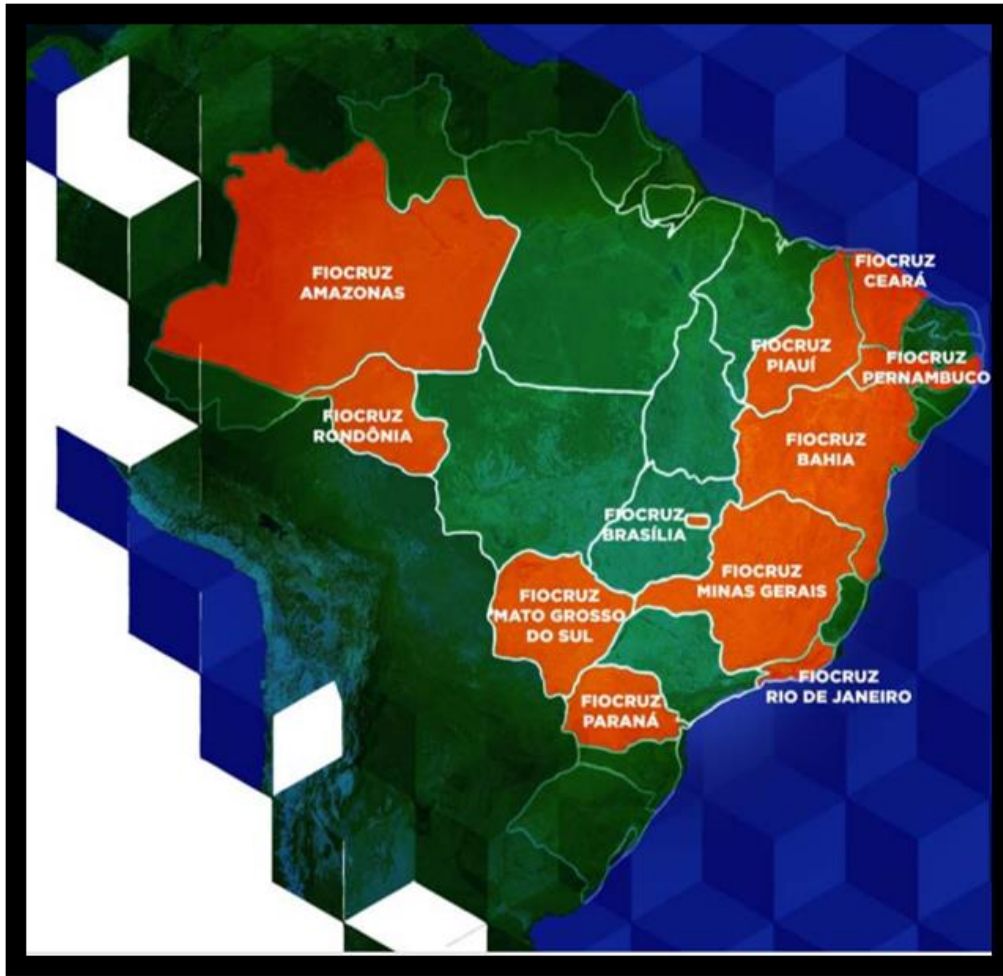 FIOCRUZ
AMAZONAS
FIOCRUZ
CEARÁ
FIOCRUZ
PIAUÍ
FIOCRUZ
PERNAMBUCO
FIOCRUZ
RONDÔNIA
FIOCRUZ
BAHIA
FIOCRUZ
BRASÍLIA
FIOCRUZ
MINAS GERAIS
FIOCRUZ
MATO GROSSO
DO SUL
FIOCRUZ
RIO DE JANEIRO
FIOCRUZ
PARANÁ